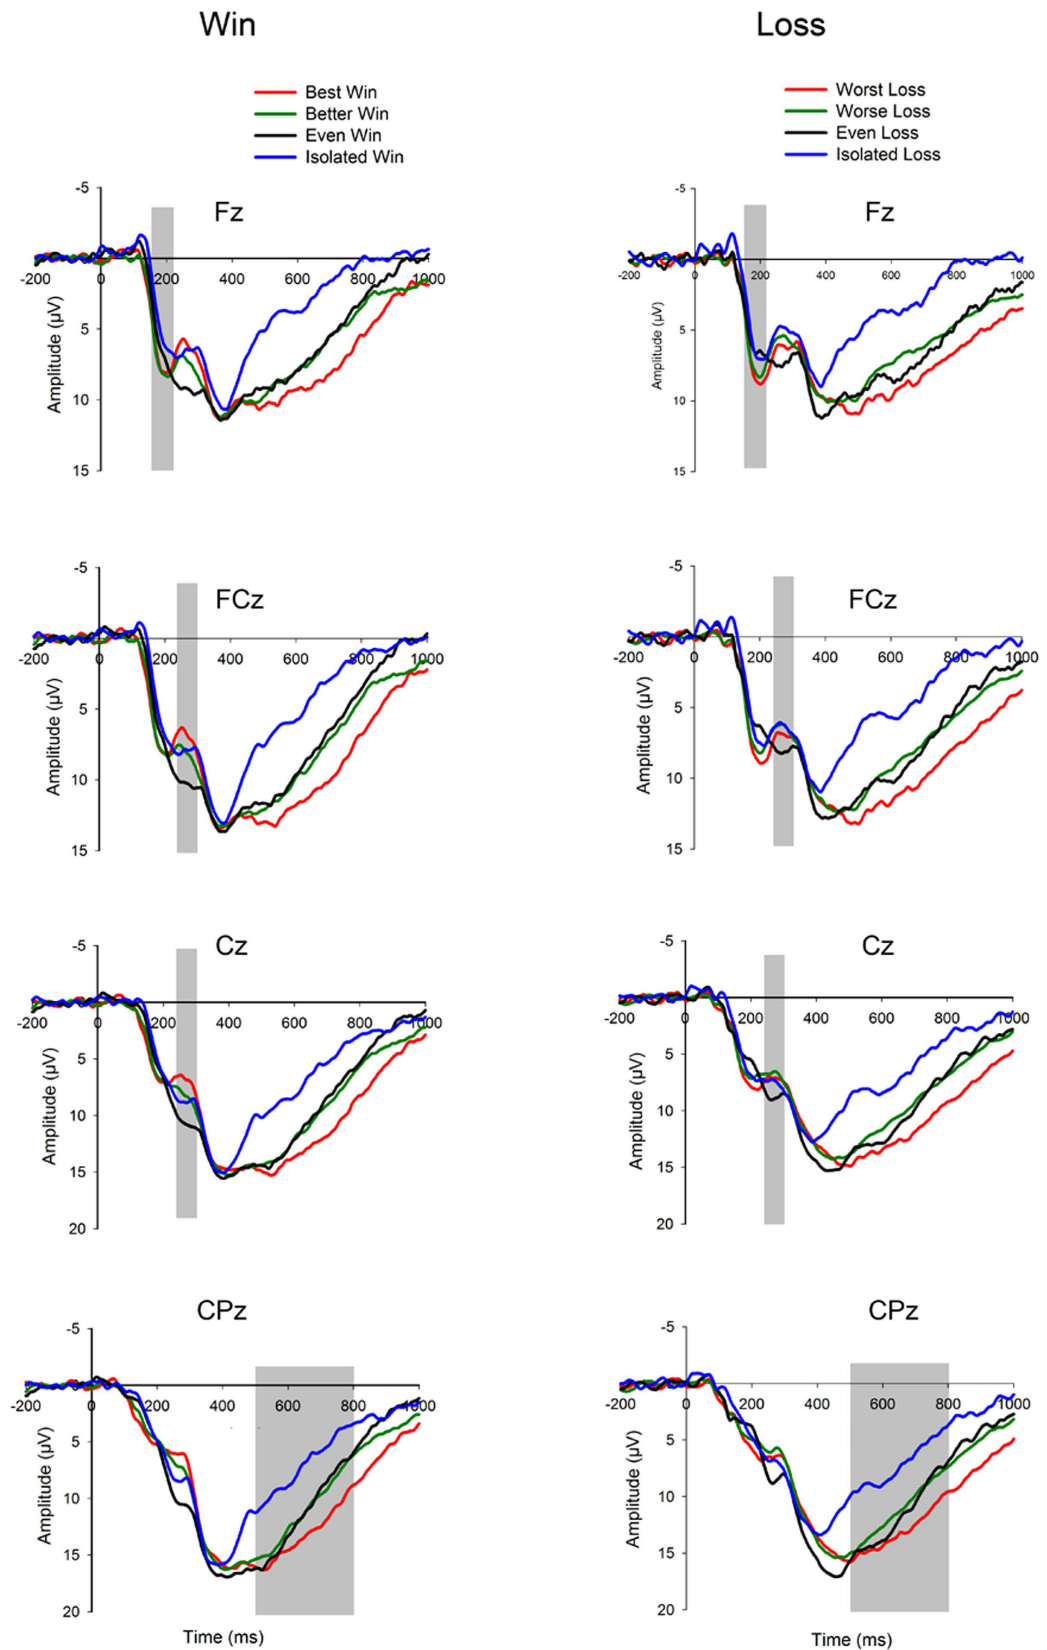 Win
Loss
Best Win
Better Win
Even Win
Isolated Win
Worst Loss
Worse Loss
Even Loss
Isolated Loss
Fz
-5
5
10
15
-200 0 200 400 600 800 1000
Amplitude (µV)
Fz
-5
5
10
15
-200 0 200 400 600 800 1000
Amplitude (µV)
FCz
-5
5
10
15
-200 0 200 400 600 800 1000
Amplitude (µV)
FCz
-5
5
10
15
-200 0 200 400 600 800 1000
Amplitude (µV)
Cz
-5
5
10
15
20
-200 0 200 400 600 800 1000
Amplitude (µV)
Cz
-5
5
10
15
20
-200 0 200 400 600 800 1000
Amplitude (µV)
CPz
-5
5
10
15
20
-200 0 200 400 600 800 1000
Amplitude (µV)
Time (ms)
CPz
-5
5
10
15
20
-200 0 200 400 600 800 1000
Amplitude (µV)
Time (ms)